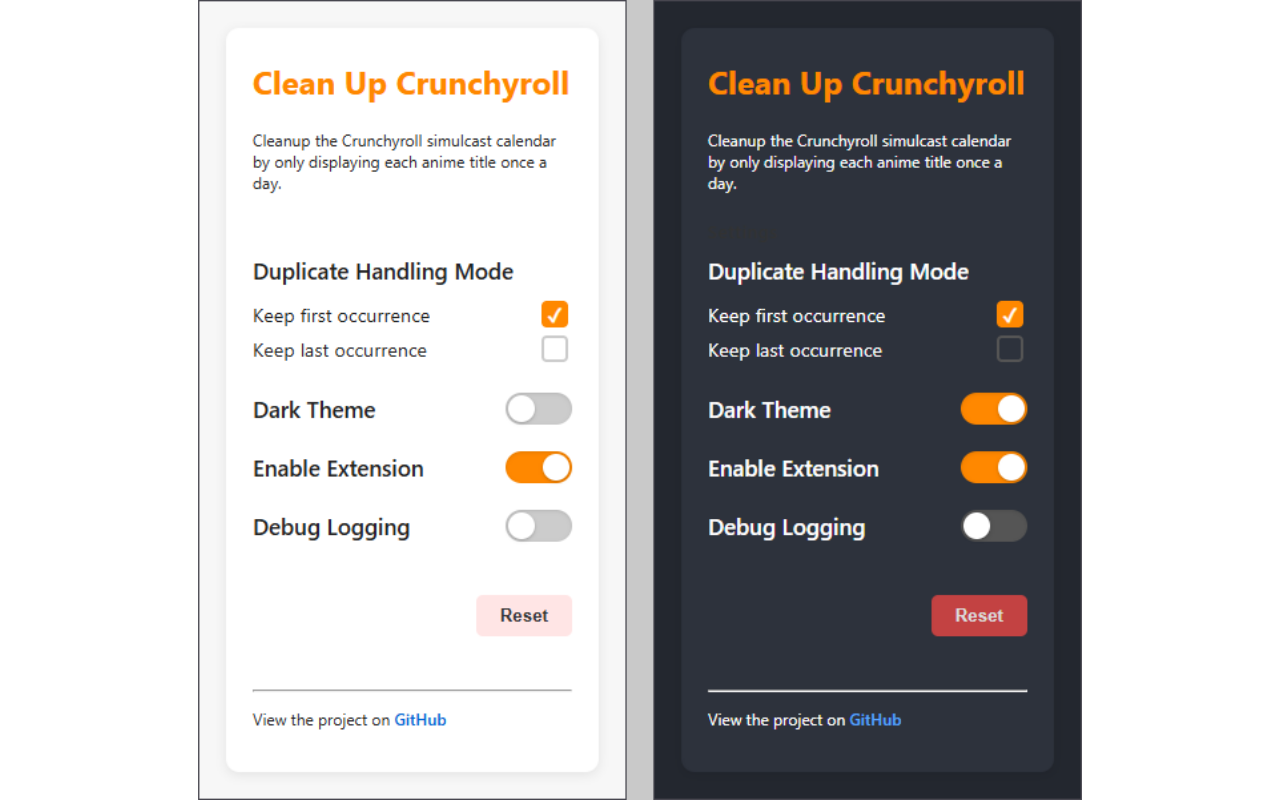 Clean Up Crunchyroll
Cleanup the Crunchyroll simulcast calendar
by only displaying each anime title once a
day.
Duplicate Handling Mode
Keep first occurrence
Keep last occurrence
Dark Theme
Enable Extension
Debug Logging
Reset
View the project on GitHub
Clean Up Crunchyroll
Cleanup the Crunchyroll simulcast calendar
by only displaying each anime title once a
day.
Duplicate Handling Mode
Keep first occurrence
Keep last occurrence
Dark Theme
Enable Extension
Debug Logging
Reset
View the project on GitHub